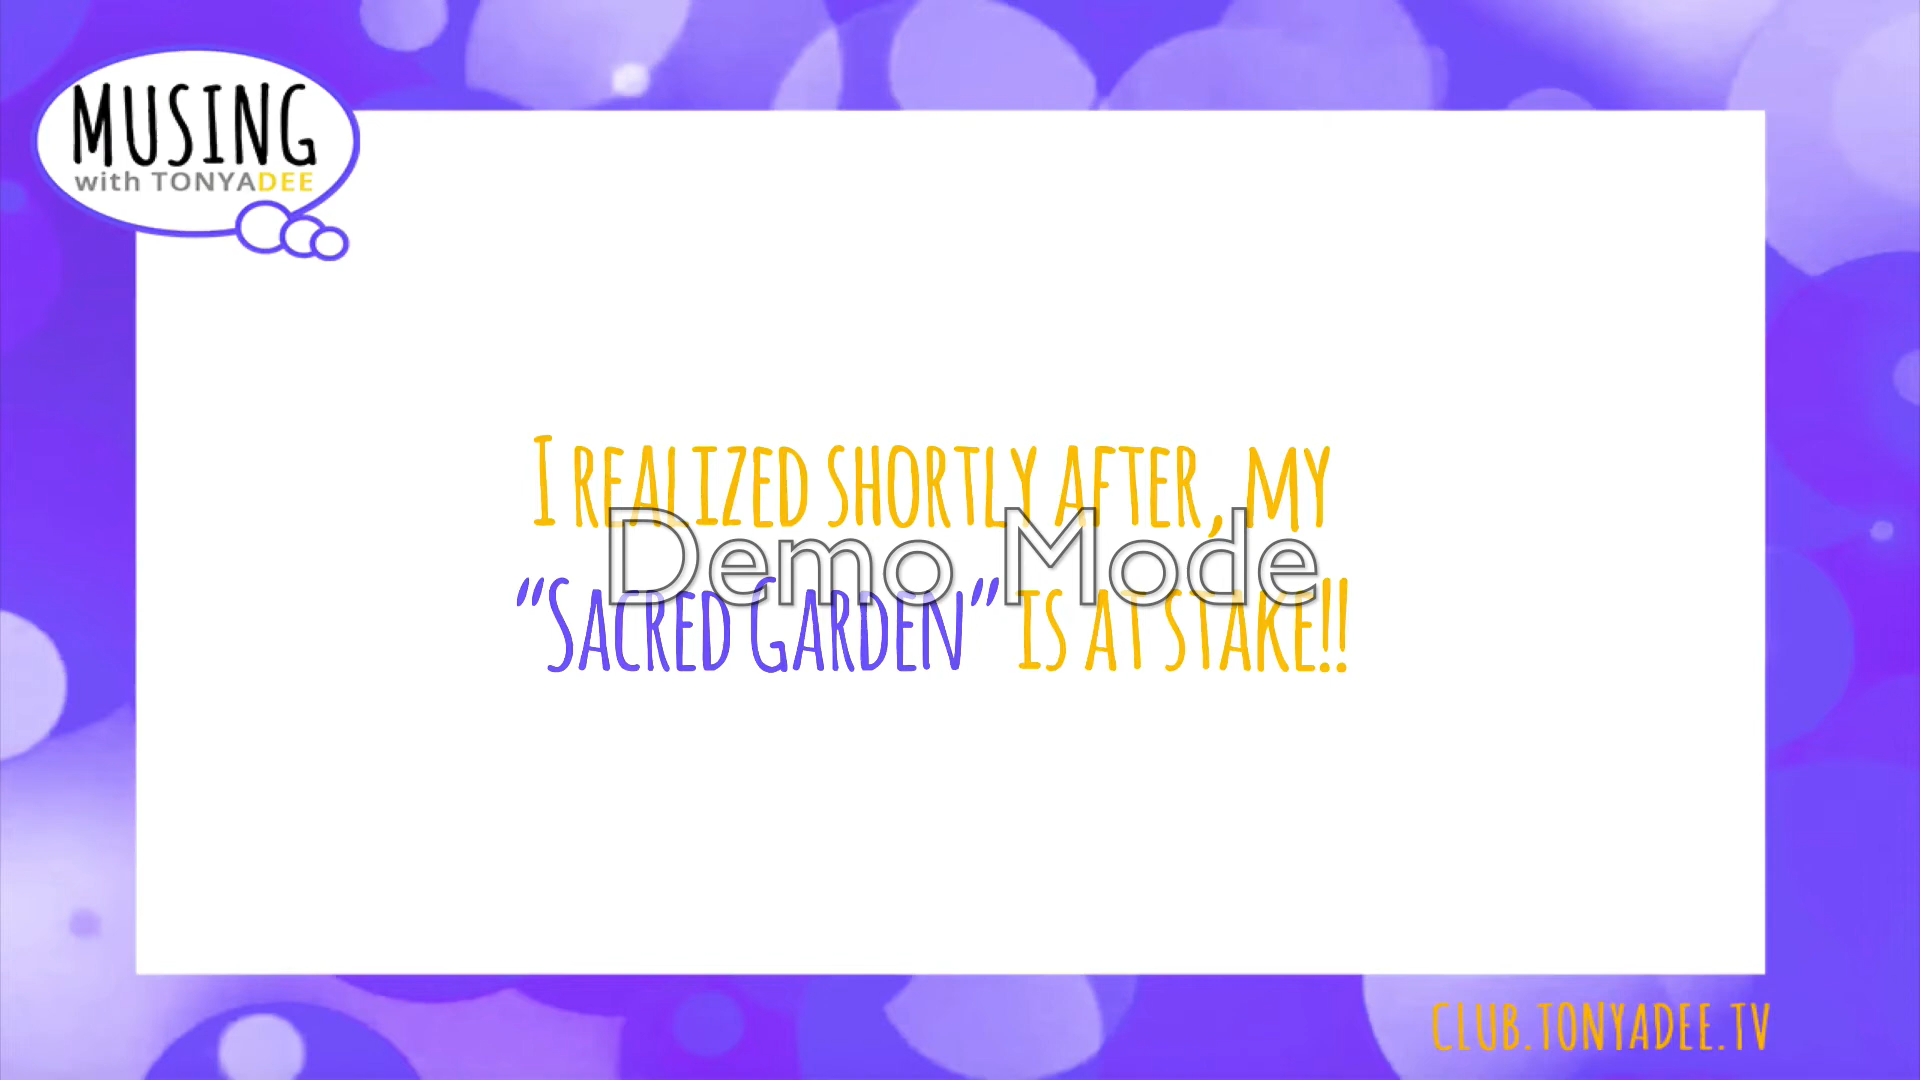 MUSING
with TONYADEE
I REALIZED SHORTLY AFTER, MY
Demo Mode
“SACRED GARDEN” IS AT STAKE!!
CLUB.TONYADEE.TV